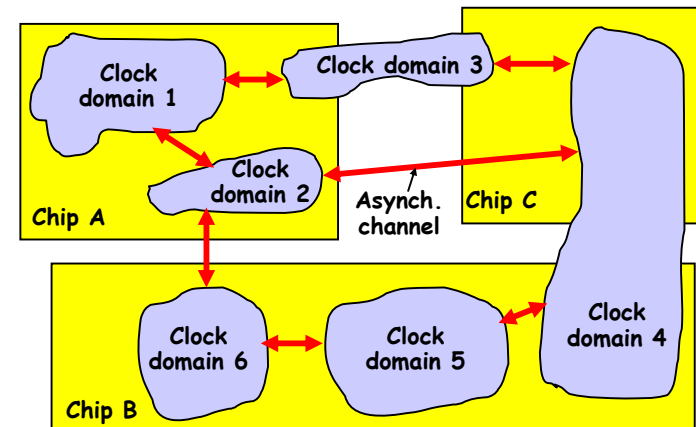 Clock
domain 1
Clock domain 3
Clock
domain 2
Chip A
Asynch.
channel
Chip C
Clock
domain 6
Clock
domain 5
Clock
domain 4
Chip B